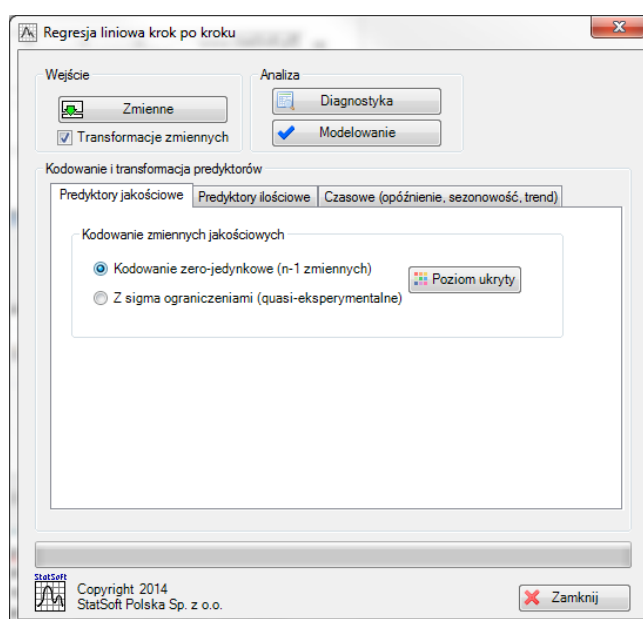 Regresja liniowa krok po kroku
Wejście
Zmienne
Transformacje zmiennych
Analiza
Diagnostyka
Modelowanie
Kodowanie i transformacja predyktorów
Predyktory jakościowe
Predyktory ilościowe
Czasowe (opóźnienie, sezonowość, trend)
Kodowanie zmiennych jakościowych
Kodowanie zero-jedynkowe (n-1 zmiennych)
Z sigma ograniczeniami (quasi-eksperymentalne)
Poziom ukryty
StatSoft
Copyright 2014
StatSoft Polska Sp. z o.o.
Zamknij